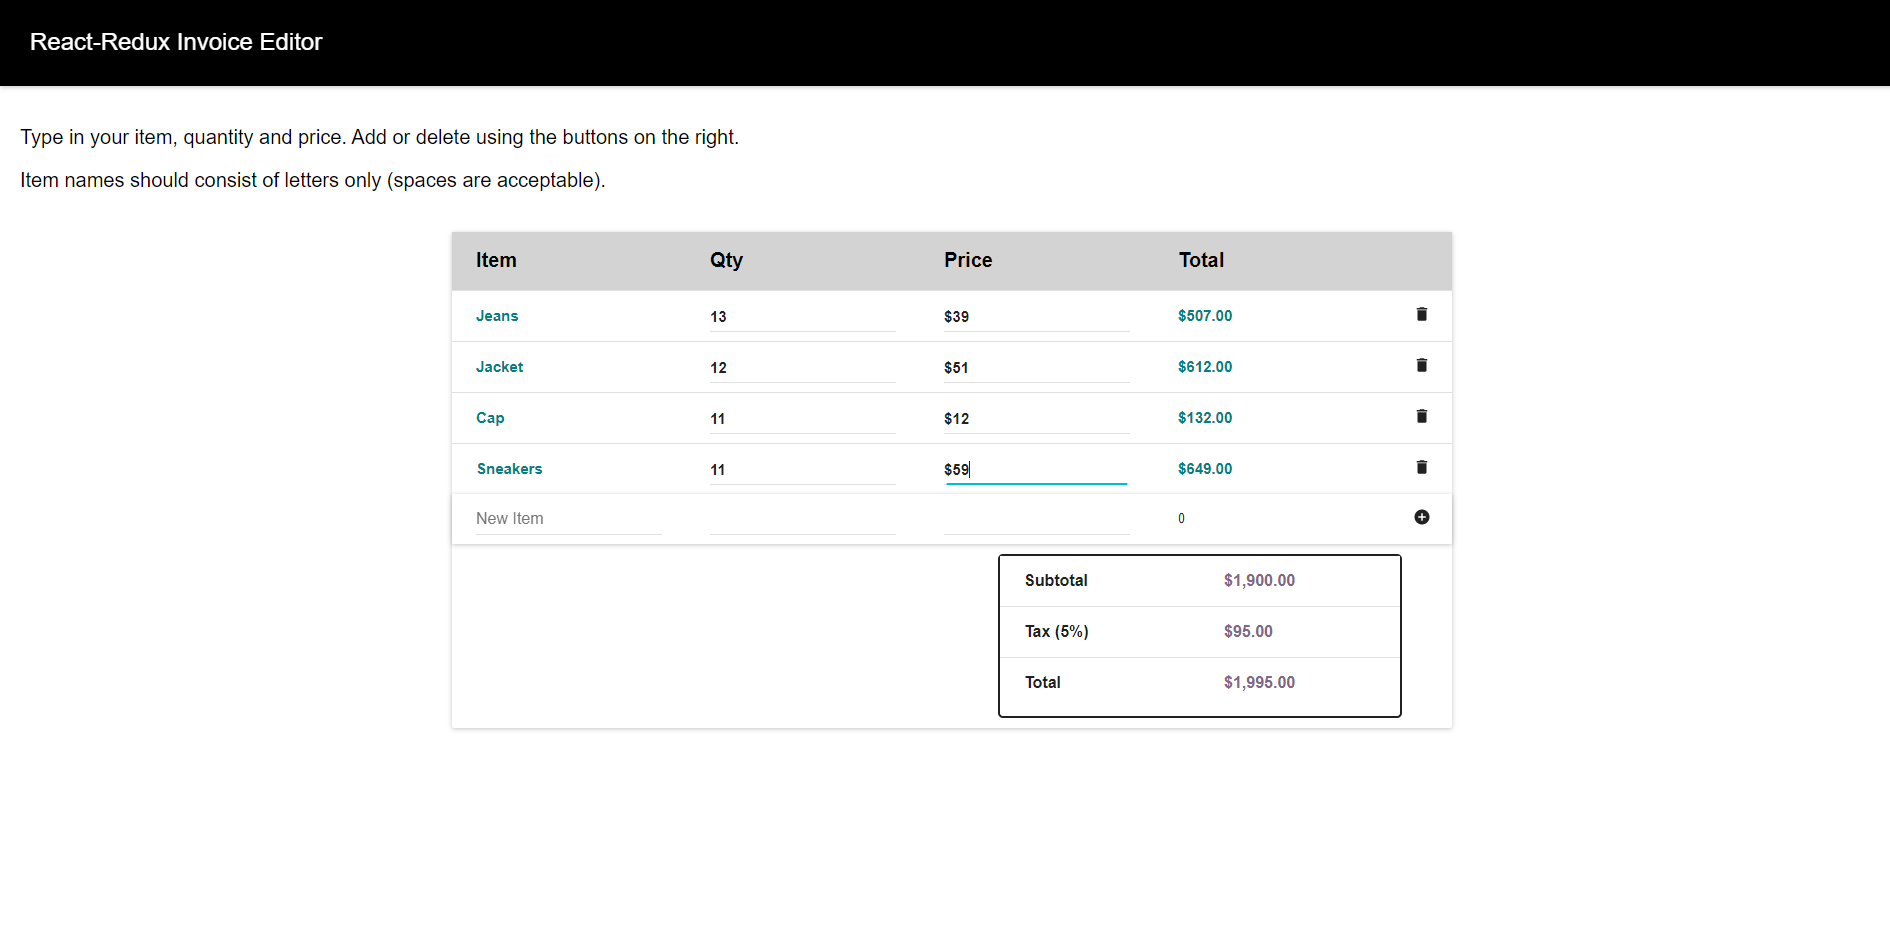 React-Redux Invoice Editor
Type in your item, quantity and price. Add or delete using the buttons on the right.
Item names should consist of letters only (spaces are acceptable).
Item Qty Price Total
Jeans 13 $39 $507.00
Jacket 12 $51 $612.00
Cap 11 $12 $132.00
Sneakers 11 $59 $649.00
New Item 0
Subtotal $1,900.00
Tax (5%) $95.00
Total $1,995.00